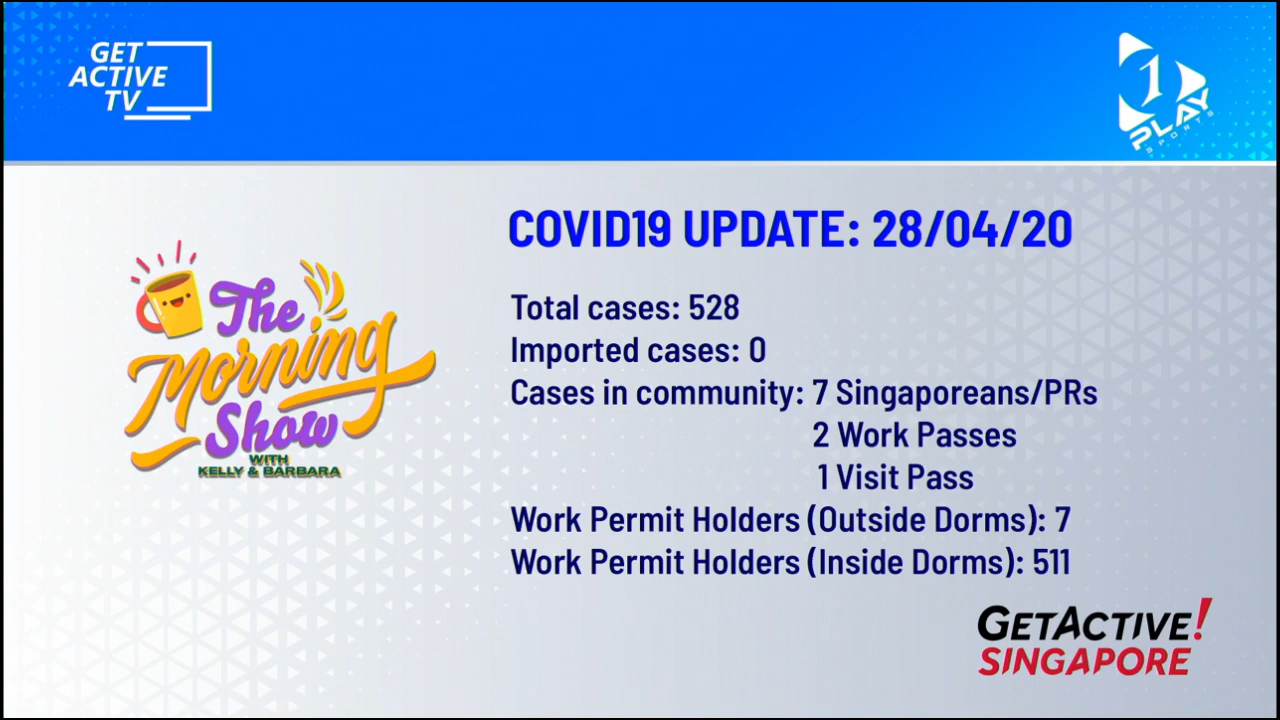 GET
ACTIVE
TV
1
PLAY
SPORTS
COVID19 UPDATE: 28/04/20
The
Morning
Show
WITH
KELLY & BARBARA
Total cases: 528
Imported cases: 0
Cases in community: 7 Singaporeans/PRs
2 Work Passes
1 Visit Pass
Work Permit Holders (Outside Dorms): 7
Work Permit Holders (Inside Dorms): 511
GETACTIVE!
SINGAPORE